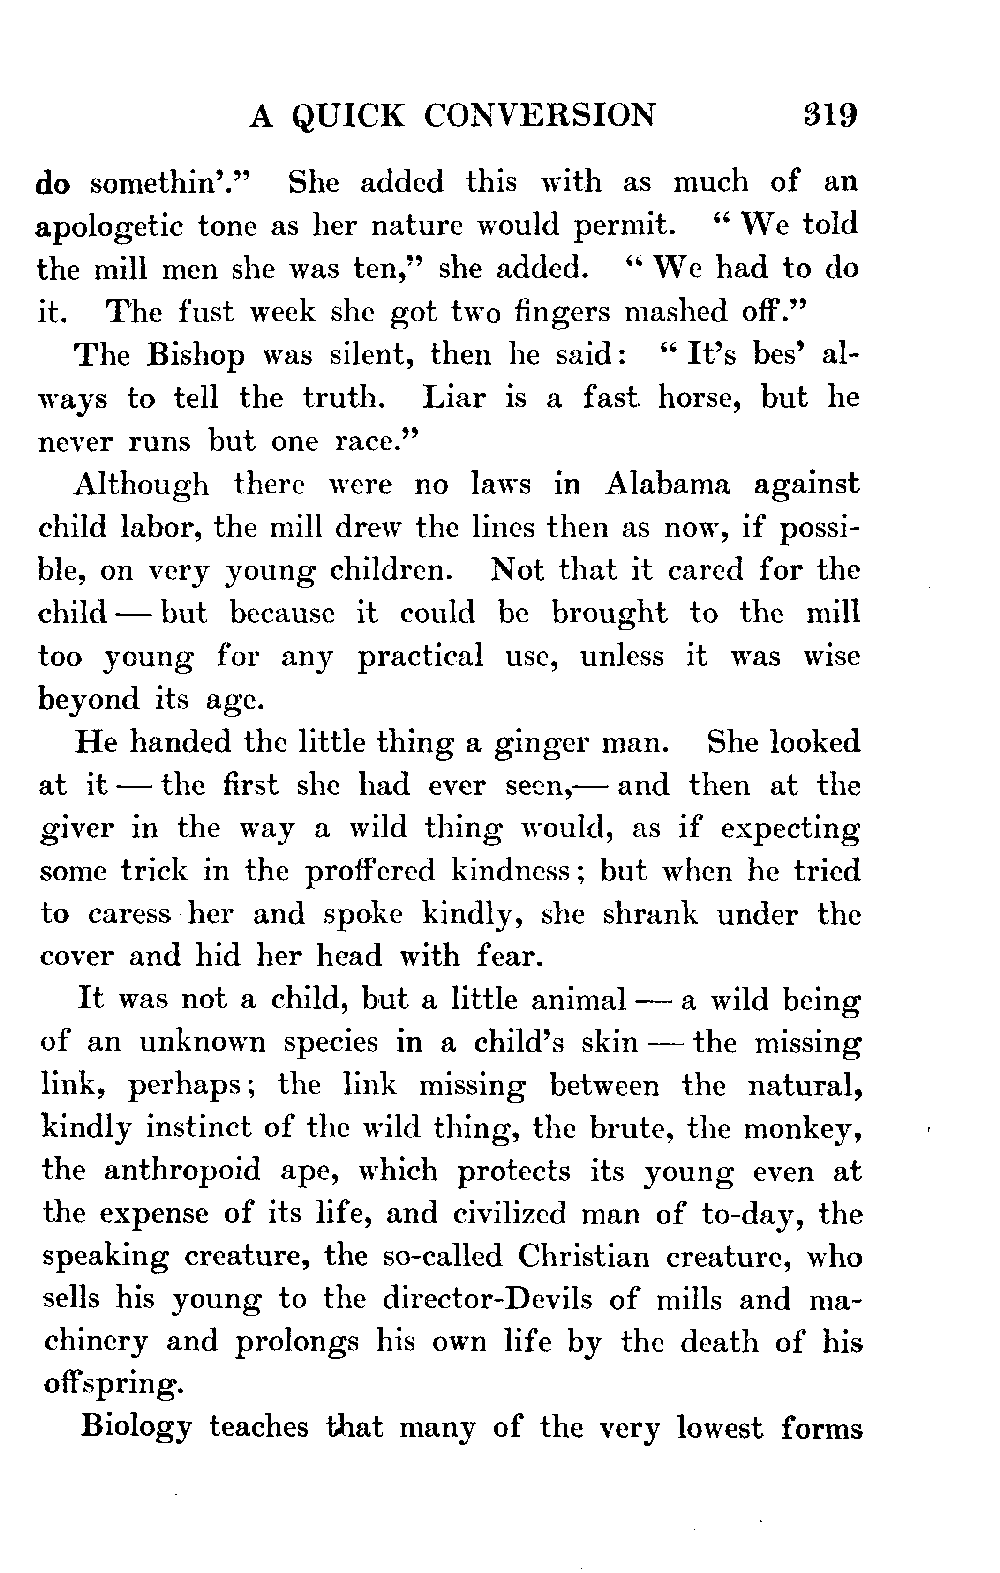 A QUICK CONVERSION 319
do somethin'." She added this with as much of an
apologetic tone as her nature would permit. "We told
the mill men she was ten," she added. "We had to do
it. The fust week she got two fingers mashed off."
The Bishop was silent, then he said: "It's bes' al-
ways to tell the truth. Liar is a fast horse, but he
never runs but one race."
Although there were no laws in Alabama against
child labor, the mill drew the lines then as now, if possi-
ble, on very young children. Not that it cared for the
child — but because it could be brought to the mill
too young for any practical use, unless it was wise
beyond its age.
He handed the little thing a ginger man. She looked
at it — the first she had ever seen,— and then at the
giver in the way a wild thing would, as if expecting
some trick in the proffered kindness; but when he tried
to caress her and spoke kindly, she shrank under the
cover and hid her head with fear.
It was not a child, but a little animal — a wild being
of an unknown species in a child's skin — the missing
link, perhaps; the link missing between the natural,
kindly instinct of the wild thing, the brute, the monkey,
the anthropoid ape, which protects its young even at
the expense of its life, and civilized man of to-day, the
speaking creature, the so-called Christian creature, who
sells his young to the director-Devils of mills and ma-
chinery and prolongs his own life by the death of his
offspring.
Biology teaches that many of the very lowest forms